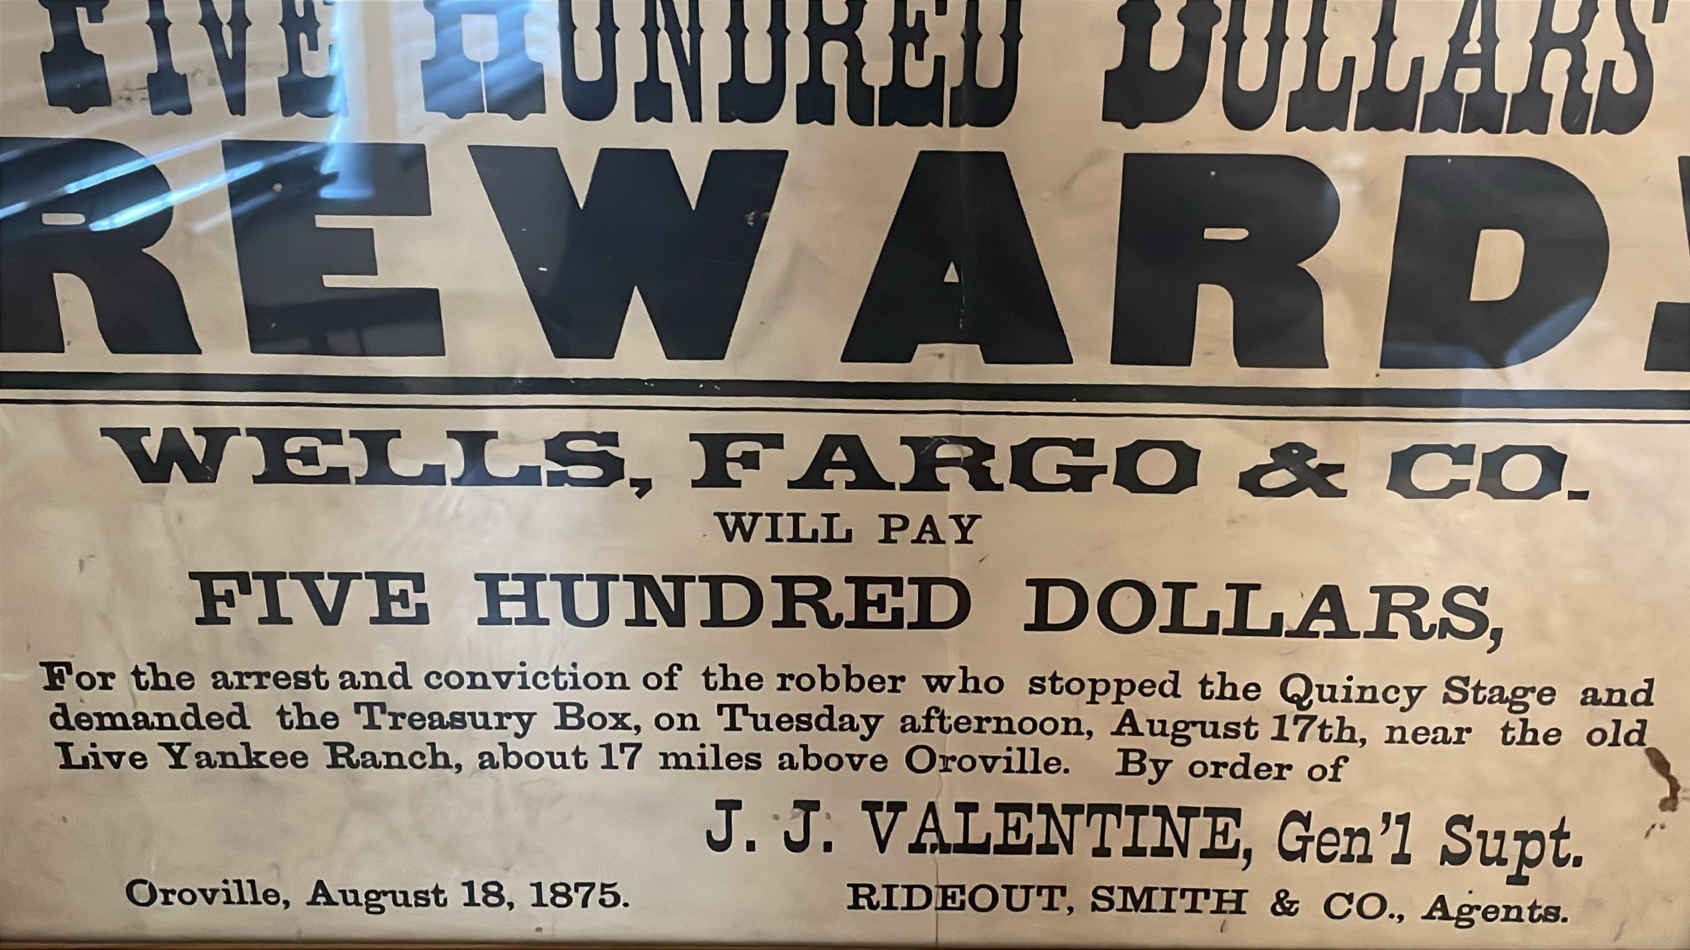 FIVE HUNDRED DOLLARS
REWARD!
WELLS, FARGO & CO.
WILL PAY
FIVE HUNDRED DOLLARS,
For the arrest and conviction of the robber who stopped the Quincy Stage and
demanded the Treasury Box, on Tuesday afternoon, August 17th, near the old
Live Yankee Ranch, about 17 miles above Oroville. By order of
J. J. VALENTINE, Gen'l Supt.
Oroville, August 18, 1875.
RIDEOUT, SMITH & CO., Agents.